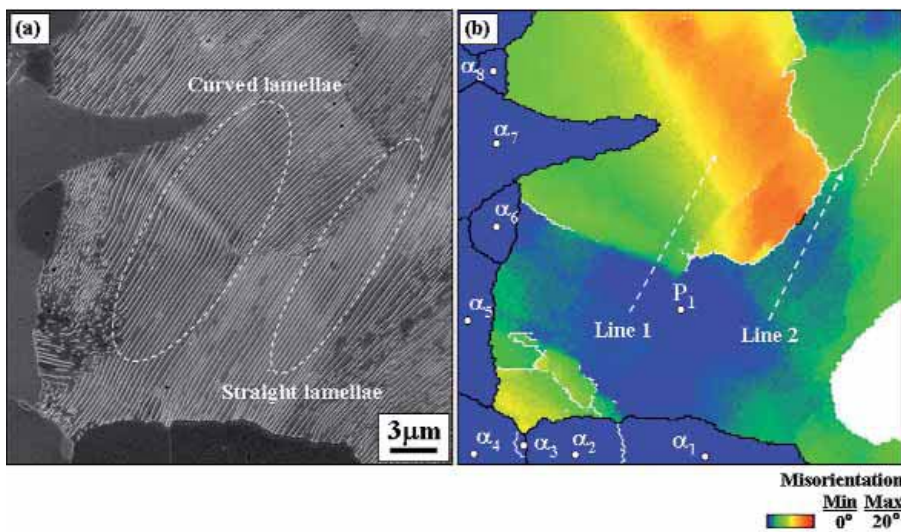 (a)
Curved lamellae
Straight lamellae
3μm
(b)
α8
α7
α6
α5
P1
Line 1
Line 2
α4
α3
α2
α1
Misorientation
Min Max
0° 20°